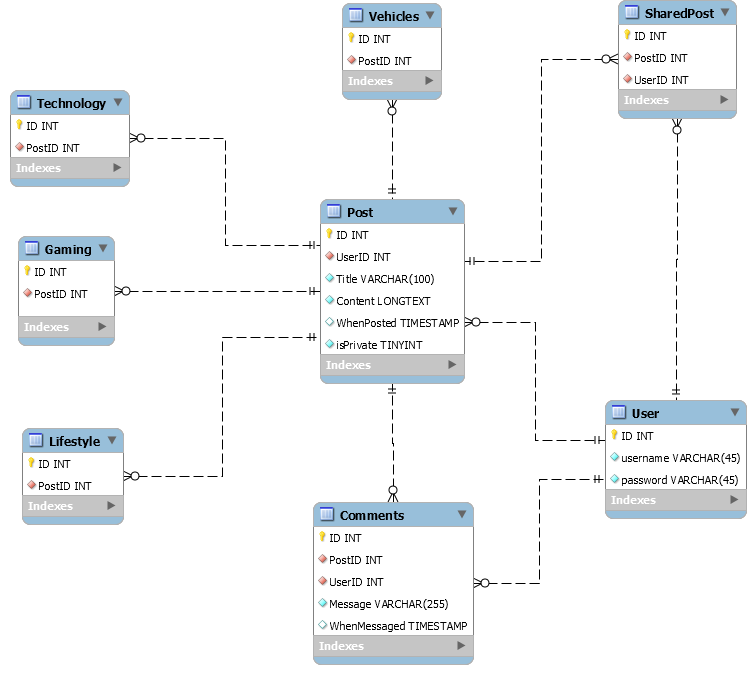 Vehicles
ID INT
PostID INT
Indexes
SharedPost
ID INT
PostID INT
UserID INT
Indexes
Technology
ID INT
PostID INT
Indexes
Post
ID INT
UserID INT
Title VARCHAR(100)
Content LONGTEXT
WhenPosted TIMESTAMP
isPrivate TINYINT
Indexes
Gaming
ID INT
PostID INT
Indexes
Lifestyle
ID INT
PostID INT
Indexes
User
ID INT
username VARCHAR(45)
password VARCHAR(45)
Indexes
Comments
ID INT
PostID INT
UserID INT
Message VARCHAR(255)
WhenMessaged TIMESTAMP
Indexes